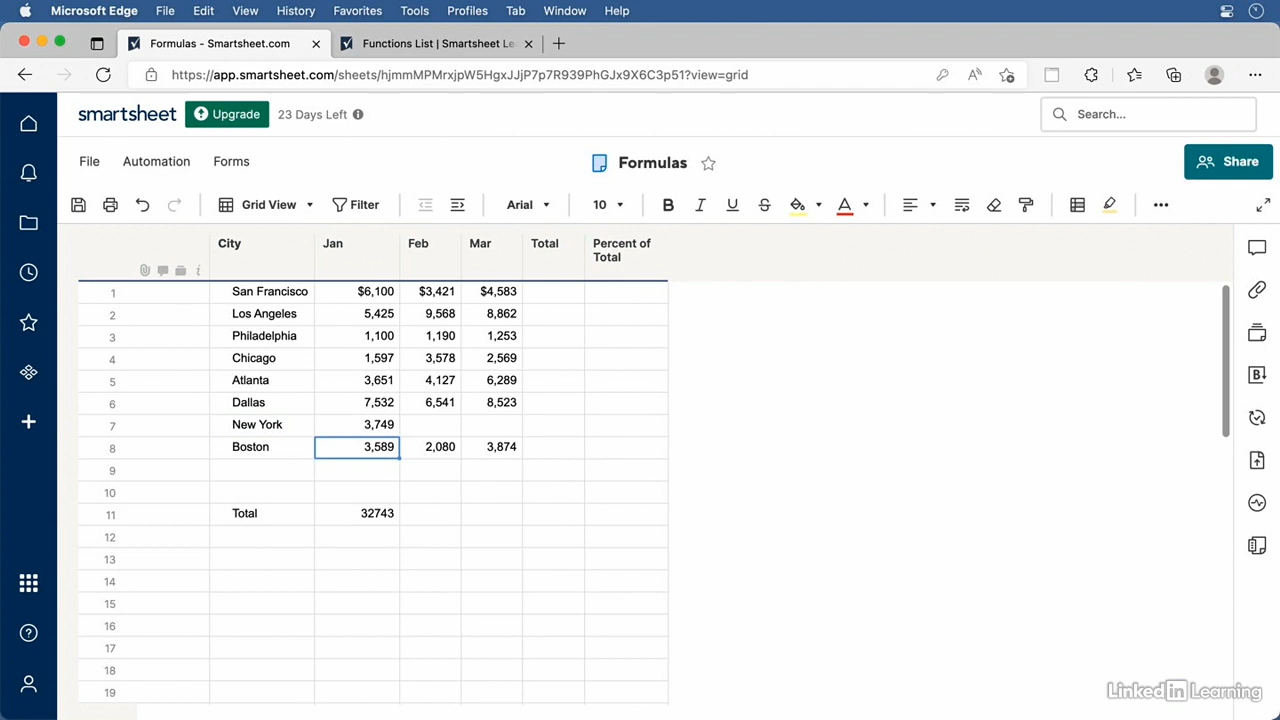 Microsoft Edge File Edit View History Favorites Tools Profiles Tab Window Help
Formulas - Smartsheet.com
Functions List | Smartsheet Le
https://app.smartsheet.com/sheets/hjmmMPMrxjpW5HgxJJjP7p7R939PhGJx9X6C3p51?view=grid
smartsheet Upgrade 23 Days Left Search...
File Automation Forms Formulas Share
Grid View Filter Arial 10 B I U S A
City Jan Feb Mar Total Percent of
Total
1 San Francisco $6,100 $3,421 $4,583
2 Los Angeles 5,425 9,568 8,862
3 Philadelphia 1,100 1,190 1,253
4 Chicago 1,597 3,578 2,569
5 Atlanta 3,651 4,127 6,289
6 Dallas 7,532 6,541 8,523
7 New York 3,749
8 Boston 3,589 2,080 3,874
9
10
11 Total 32743
12
13
14
15
16
17
18
19
LinkedIn Learning